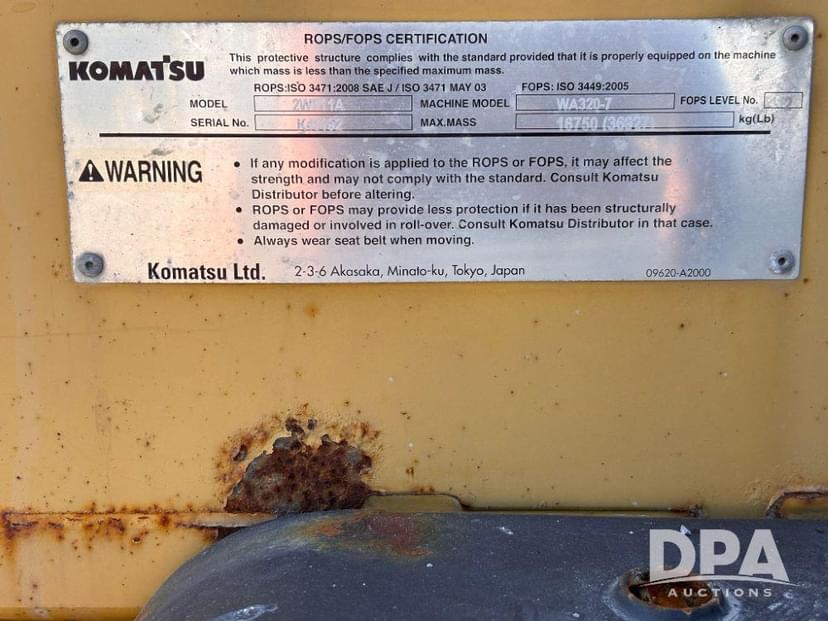 ROPS/FOPS CERTIFICATION
KOMATSU
This protective structure complies with the standard provided that it is properly equipped on the machine
which mass is less than the specified maximum mass.
ROPS:ISO 3471:2008 SAE J / ISO 3471 MAY 03 FOPS: ISO 3449:2005
MODEL MACHINE MODEL WA320-7 FOPS LEVEL No.
SERIAL No. MAX.MASS 16750 kg(Lb)
WARNING
• If any modification is applied to the ROPS or FOPS, it may affect the
strength and may not comply with the standard. Consult Komatsu
Distributor before altering.
• ROPS or FOPS may provide less protection if it has been structurally
damaged or involved in roll-over. Consult Komatsu Distributor in that case.
• Always wear seat belt when moving.
Komatsu Ltd. 2-3-6 Akasaka, Minato-ku, Tokyo, Japan 09620-A2000
DPA
AUCTIONS